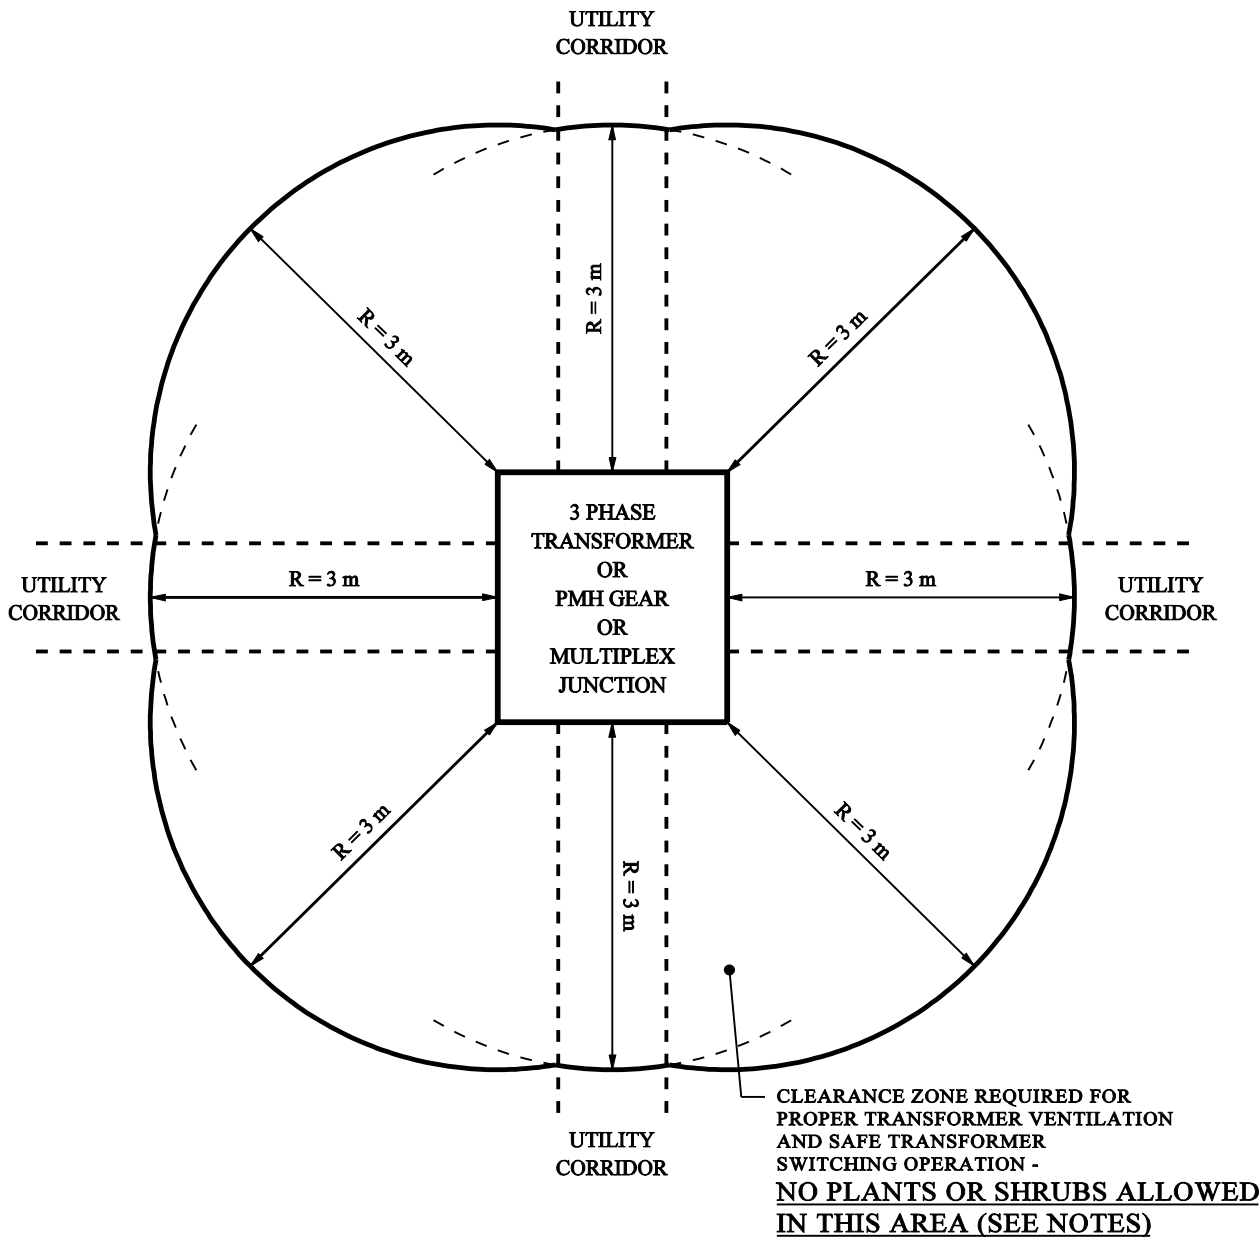 UTILITY
CORRIDOR
R = 3 m
R = 3 m
R = 3 m
3 PHASE
TRANSFORMER
OR
PMH GEAR
OR
MULTIPLEX
JUNCTION
UTILITY
CORRIDOR
R = 3 m
R = 3 m
UTILITY
CORRIDOR
R = 3 m
R = 3 m
R = 3 m
UTILITY
CORRIDOR
CLEARANCE ZONE REQUIRED FOR
PROPER TRANSFORMER VENTILATION
AND SAFE TRANSFORMER
SWITCHING OPERATION -
NO PLANTS OR SHRUBS ALLOWED
IN THIS AREA (SEE NOTES)